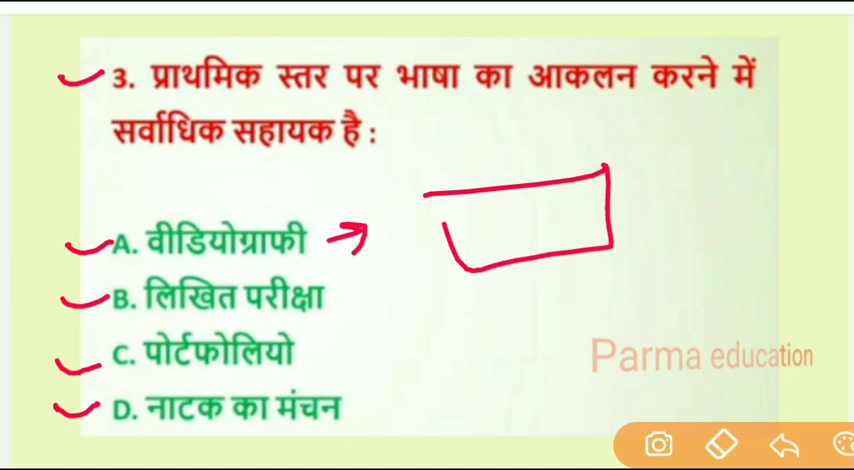 3. प्राथमिक स्तर पर भाषा का आकलन करने में
सर्वाधिक सहायक है :
A. वीडियोग्राफी
B. लिखित परीक्षा
C. पोर्टफोलियो
D. नाटक का मंचन
Parma education